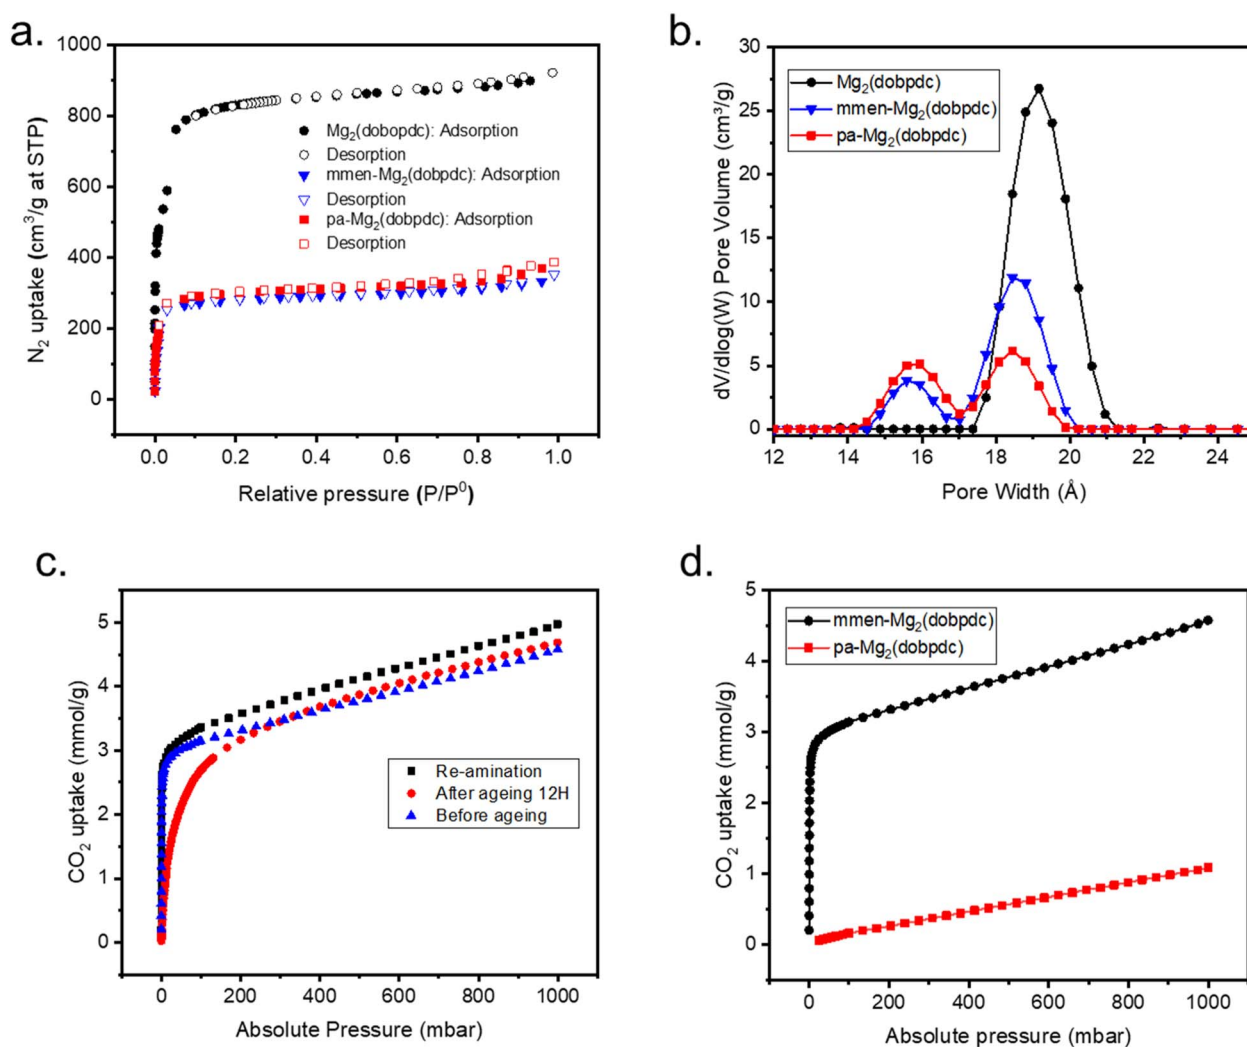 a.
N₂ uptake (cm³/g at STP)
1000
800
600
400
200
0
Mg₂(dobopdc): Adsorption
Desorption
mmen-Mg₂(dobpdc): Adsorption
Desorption
pa-Mg₂(dobpdc): Adsorption
Desorption
0.0 0.2 0.4 0.6 0.8 1.0
Relative pressure (P/P⁰)
b.
dV/dlog(W) Pore Volume (cm³/g)
30
25
20
15
10
5
0
Mg₂(dobpdc)
mmen-Mg₂(dobpdc)
pa-Mg₂(dobpdc)
12 14 16 18 20 22 24
Pore Width (Å)
c.
CO₂ uptake (mmol/g)
5
4
3
2
1
0
Re-amination
After ageing 12H
Before ageing
0 200 400 600 800 1000
Absolute Pressure (mbar)
d.
CO₂ uptake (mmol/g)
5
4
3
2
1
0
mmen-Mg₂(dobpdc)
pa-Mg₂(dobpdc)
0 200 400 600 800 1000
Absolute pressure (mbar)